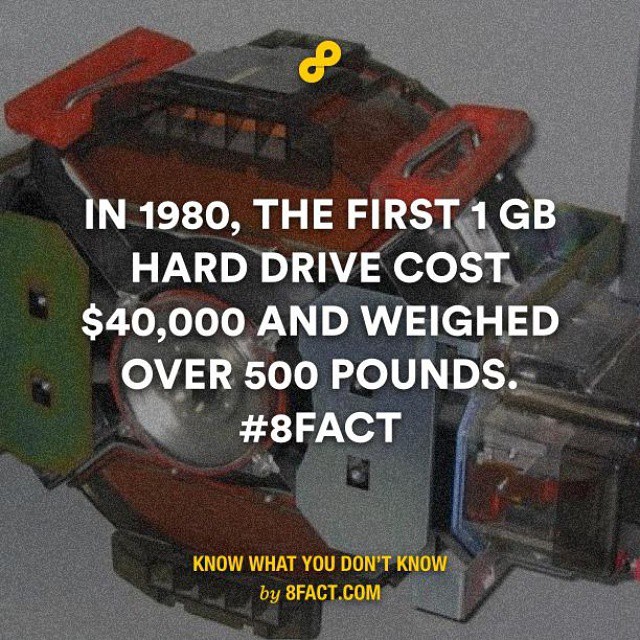 IN 1980, THE FIRST 1 GB
HARD DRIVE COST
$40,000 AND WEIGHED
OVER 500 POUNDS.
#8FACT
KNOW WHAT YOU DON'T KNOW
by 8FACT.COM